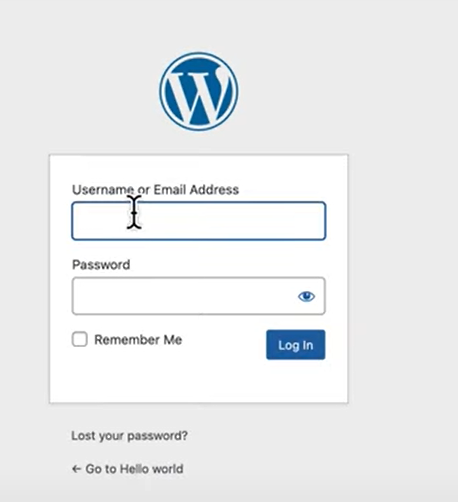 Username or Email Address
Password
Remember Me
Log In
Lost your password?
← Go to Hello world